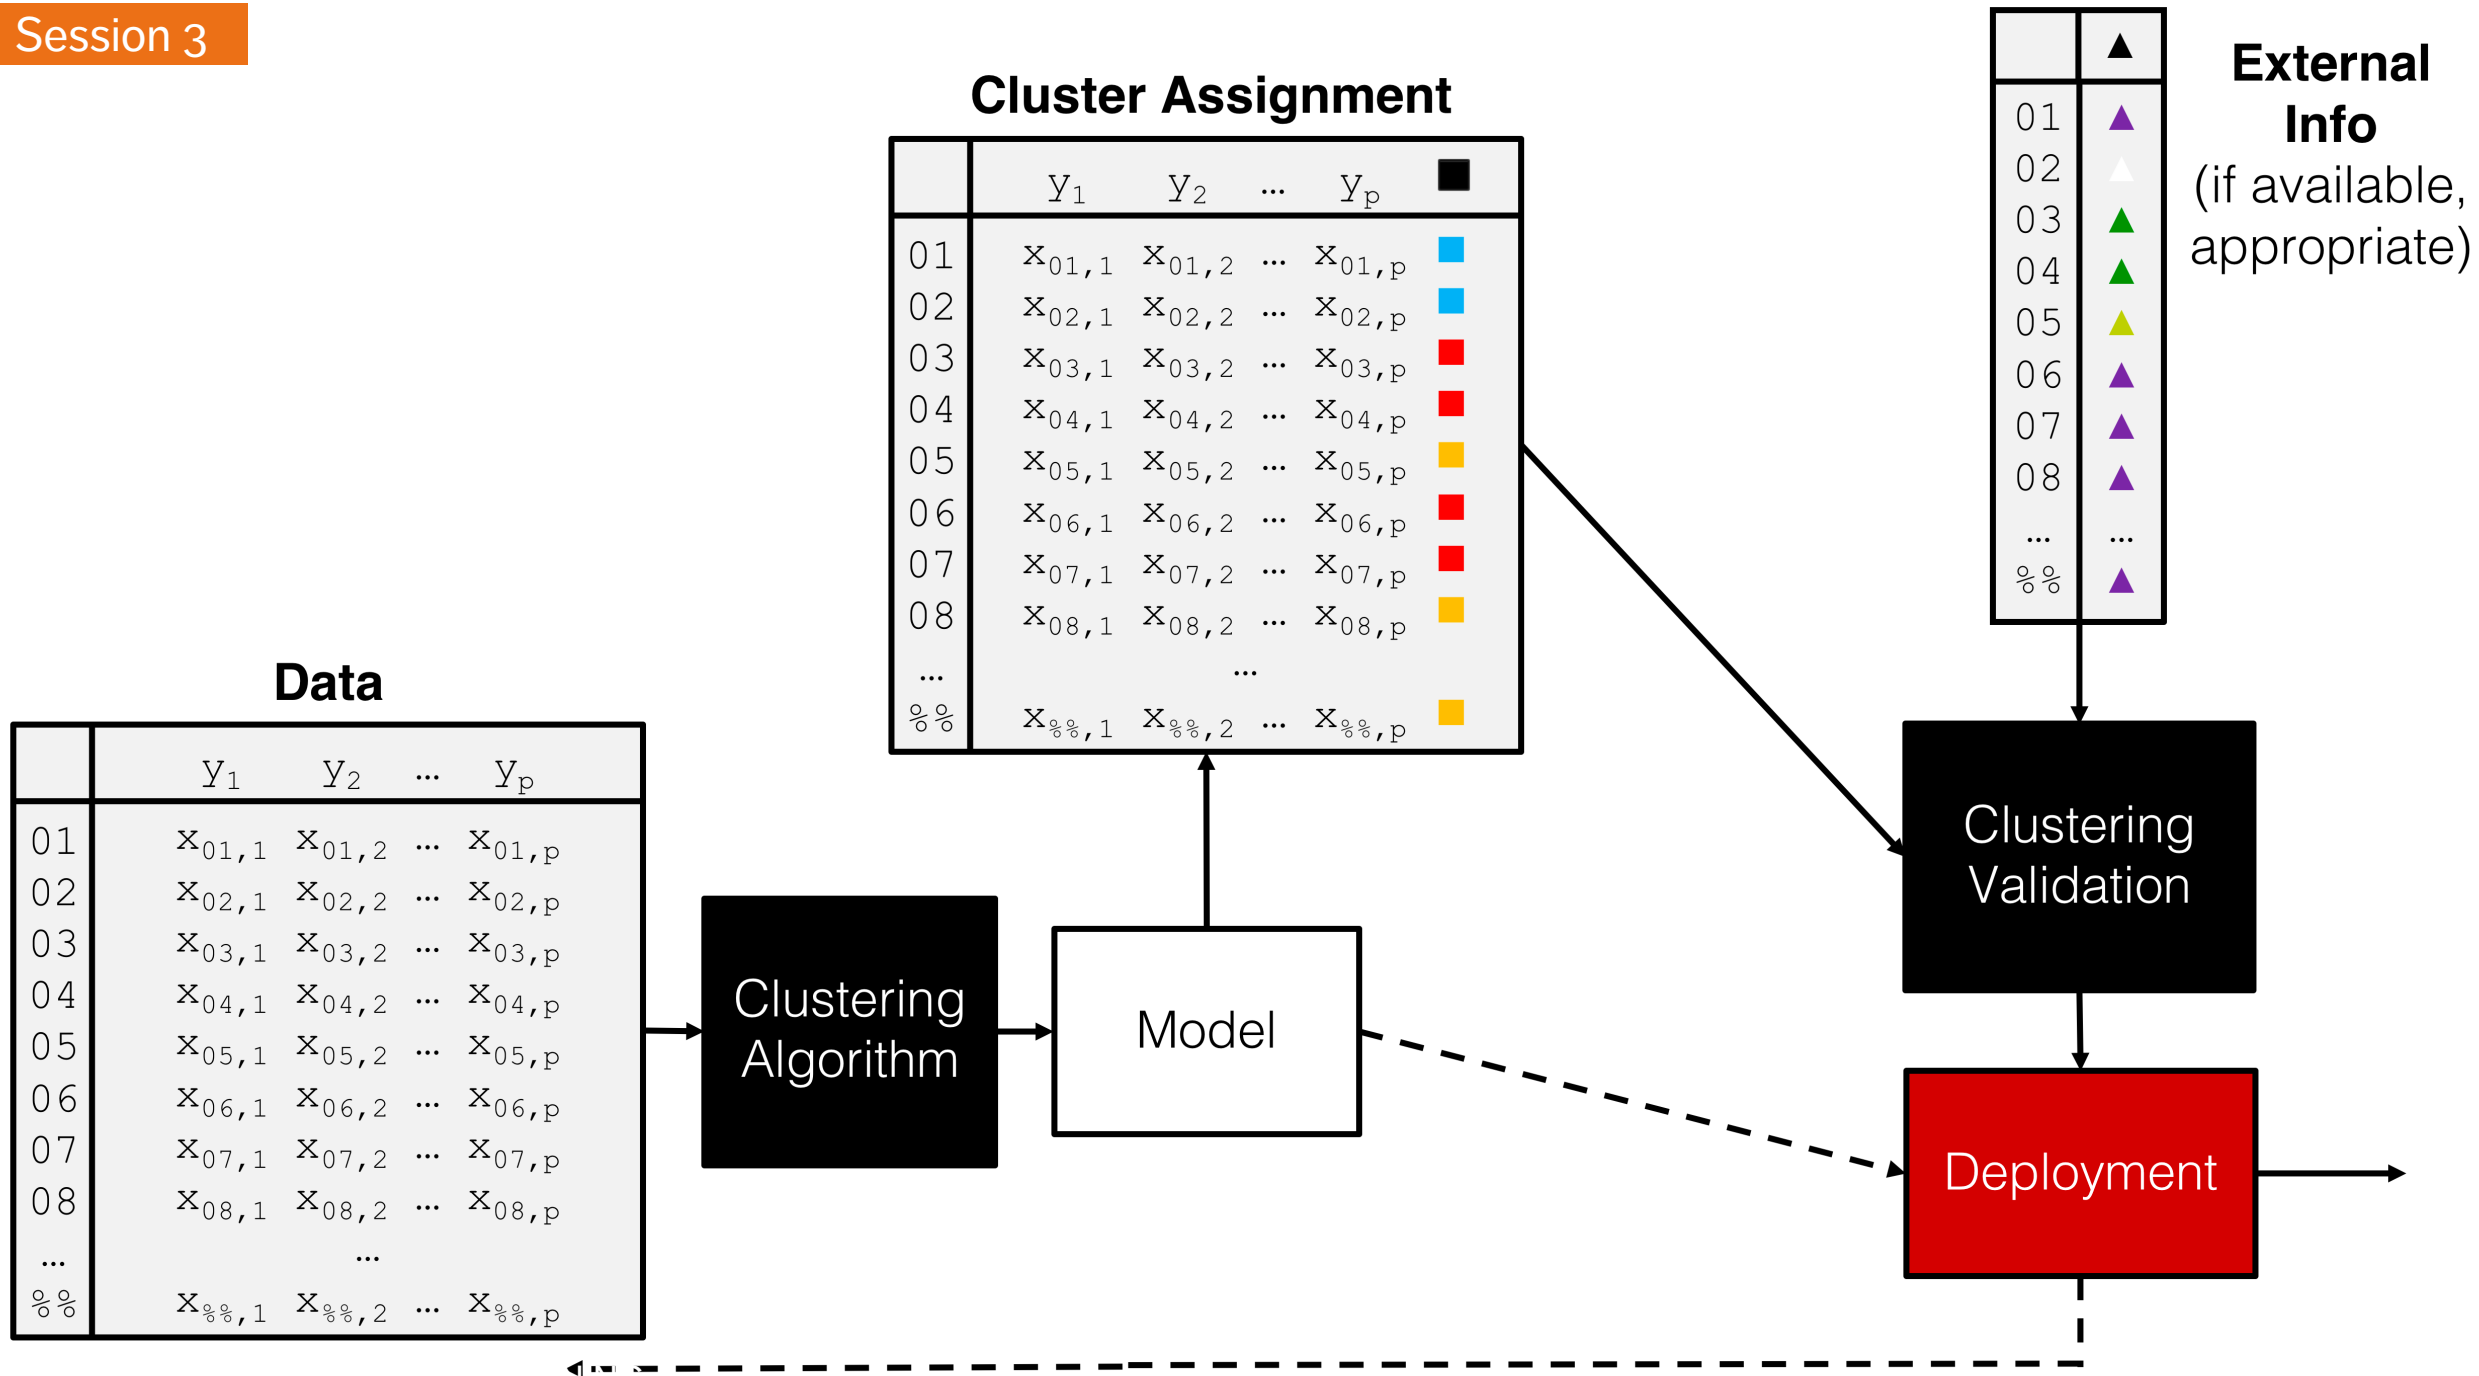 Session 3
Cluster Assignment
y1 y2 … yp ■
01 x01,1 x01,2 … x01,p
02 x02,1 x02,2 … x02,p
03 x03,1 x03,2 … x03,p
04 x04,1 x04,2 … x04,p
05 x05,1 x05,2 … x05,p
06 x06,1 x06,2 … x06,p
07 x07,1 x07,2 … x07,p
08 x08,1 x08,2 … x08,p
… …
%% x%%,1 x%%,2 … x%%,p
▲
01
02
03
04
05
06
07
08
… …
%%
External
Info
(if available,
appropriate)
Data
y1 y2 … yp
01 x01,1 x01,2 … x01,p
02 x02,1 x02,2 … x02,p
03 x03,1 x03,2 … x03,p
04 x04,1 x04,2 … x04,p
05 x05,1 x05,2 … x05,p
06 x06,1 x06,2 … x06,p
07 x07,1 x07,2 … x07,p
08 x08,1 x08,2 … x08,p
… …
%% x%%,1 x%%,2 … x%%,p
Clustering
Algorithm
Model
Clustering
Validation
Deployment